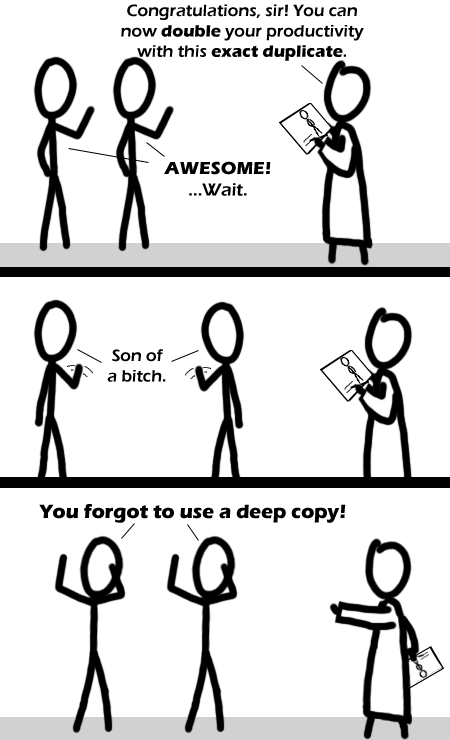 Congratulations, sir! You can
now double your productivity
with this exact duplicate.
AWESOME!
...Wait.
Son of
a bitch.
You forgot to use a deep copy!